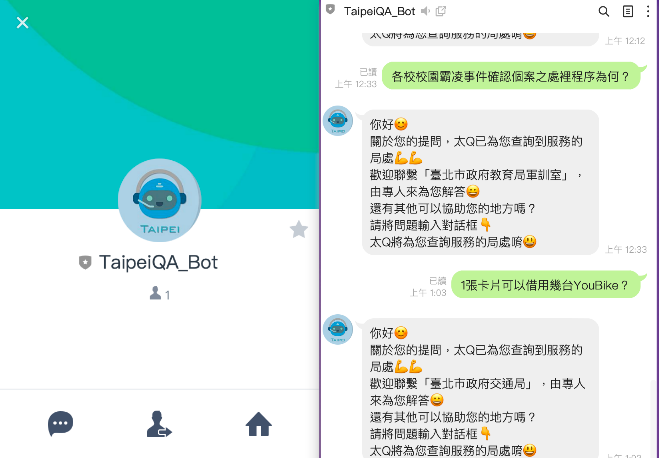 TAIPEI
TaipeiQA_Bot
1
TaipeiQA_Bot
太Q將為您查詢服務的局處唷😃
上午 12:12
已讀
上午 12:33
各校校園霸凌事件確認個案之處裡程序為何？
TAIPEI
你好😊
關於您的提問，太Q已為您查詢到服務的
局處💪💪
歡迎聯繫「臺北市政府教育局軍訓室」，
由專人來為您解答😄
還有其他可以協助您的地方嗎？
請將問題輸入對話框👇
太Q將為您查詢服務的局處唷😃
上午 12:33
已讀
上午 1:03
1張卡片可以借用幾台YouBike？
TAIPEI
你好😊
關於您的提問，太Q已為您查詢到服務的
局處💪💪
歡迎聯繫「臺北市政府交通局」，由專人
來為您解答😄
還有其他可以協助您的地方嗎？
請將問題輸入對話框👇
太Q將為您查詢服務的局處唷😃